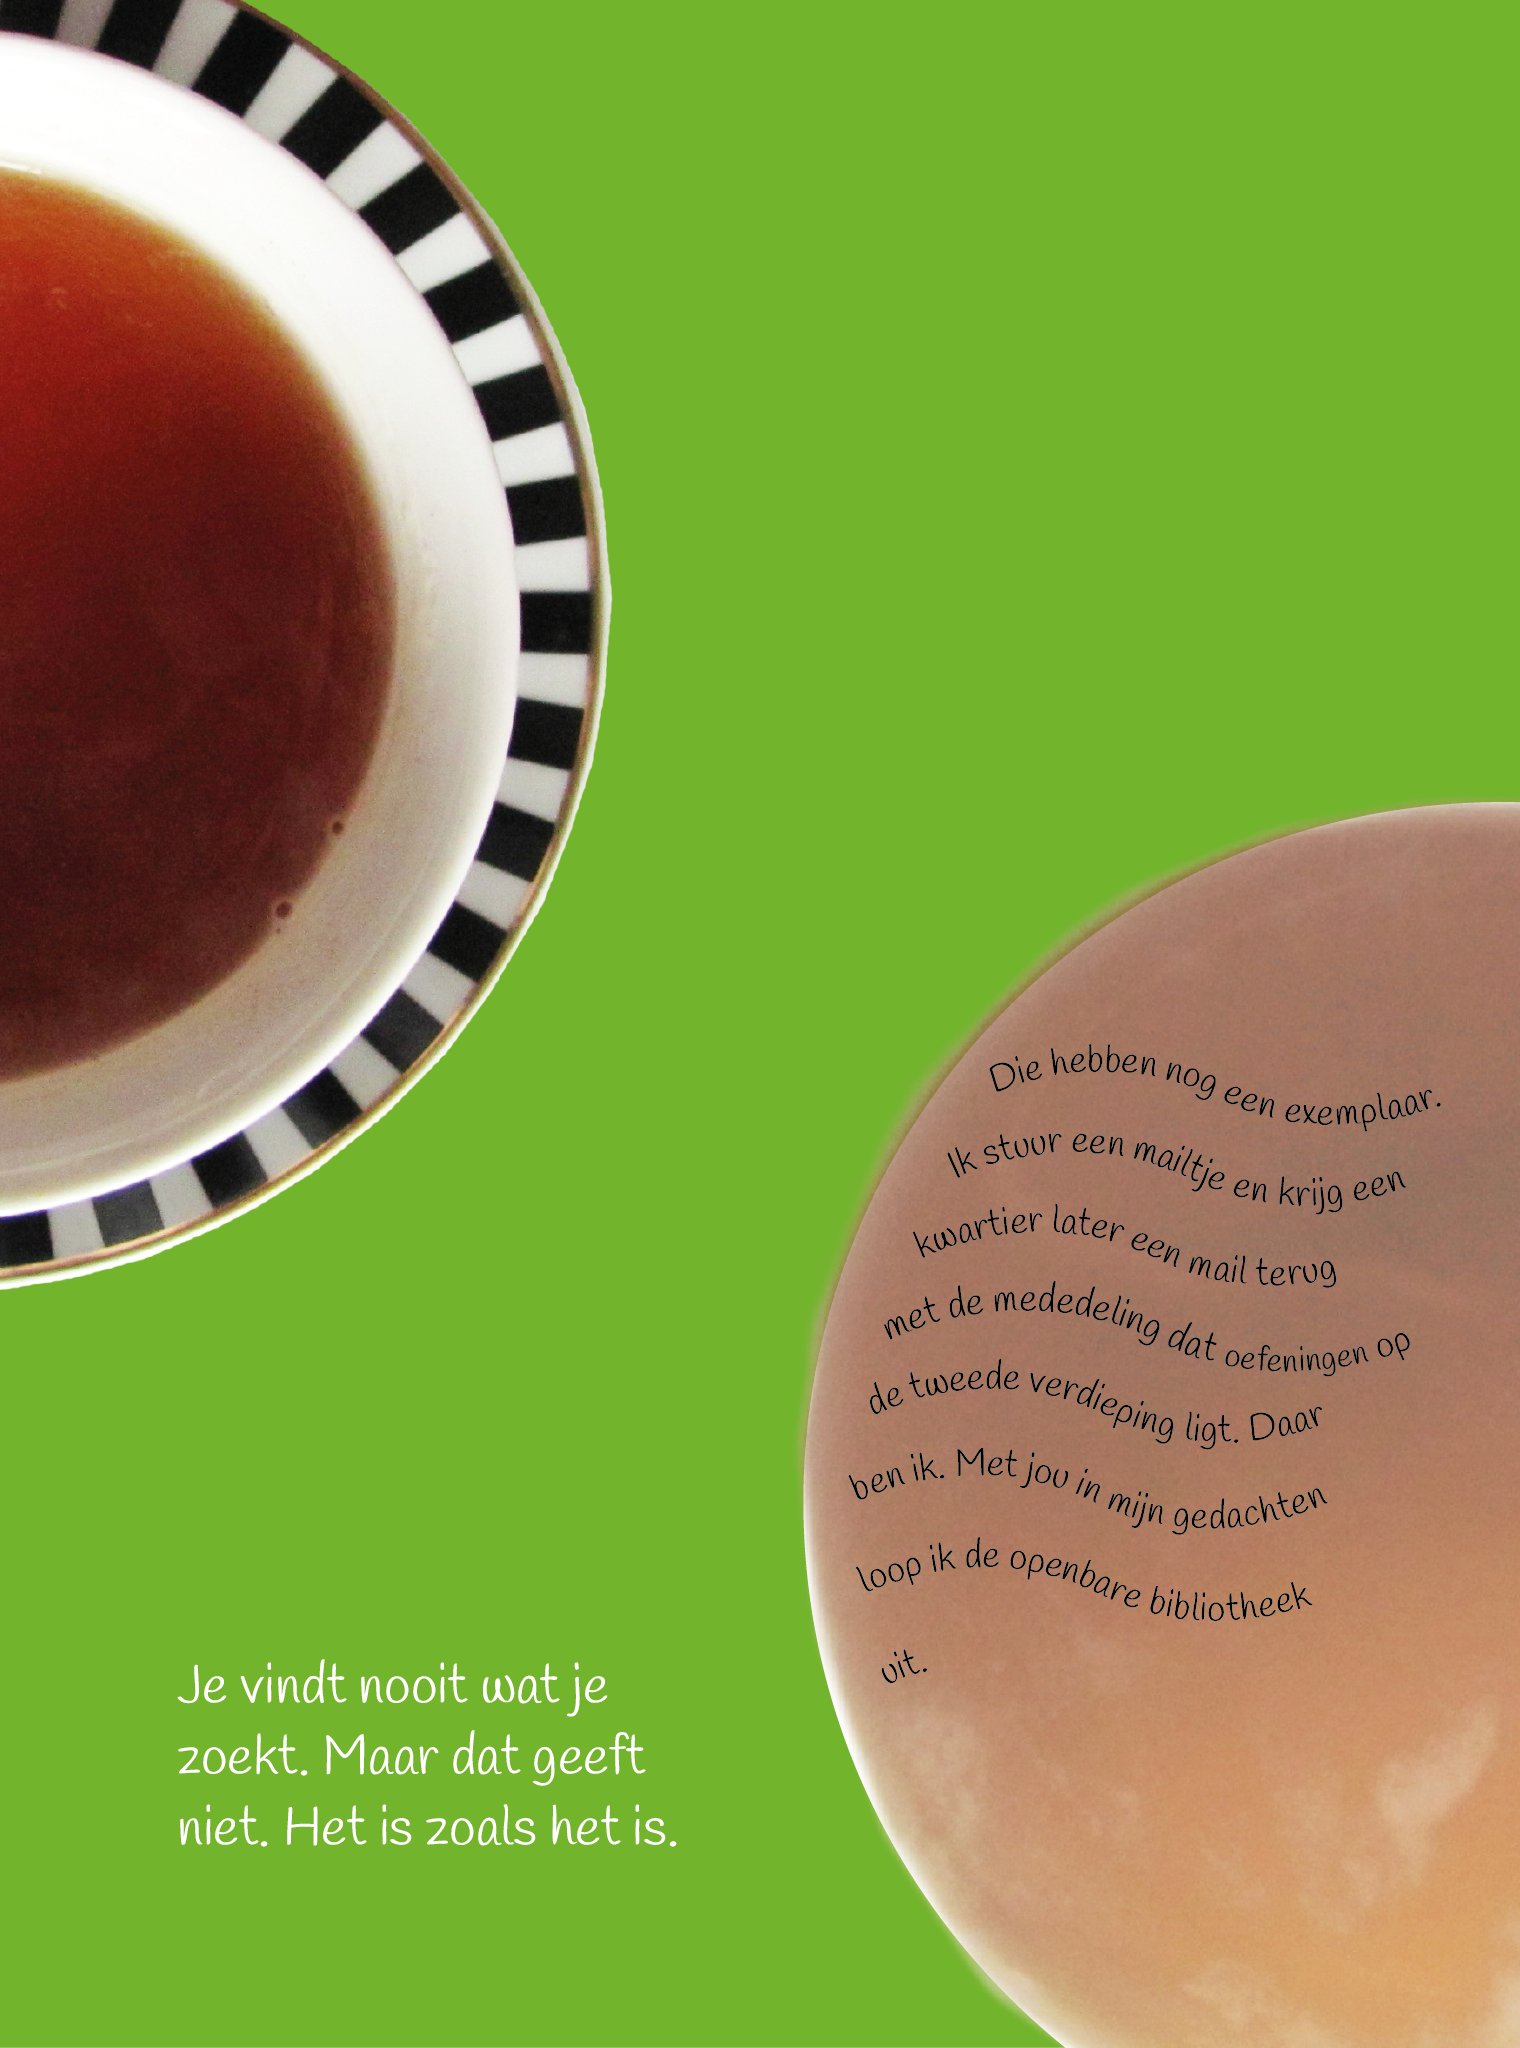 Die hebben nog een exemplaar.
Ik stuur een mailtje en krijg een
kwartier later een mail terug
met de mededeling dat oefeningen op
de tweede verdieping ligt. Daar
ben ik. Met jou in mijn gedachten
loop ik de openbare bibliotheek
uit.
Je vindt nooit wat je
zoekt. Maar dat geeft
niet. Het is zoals het is.